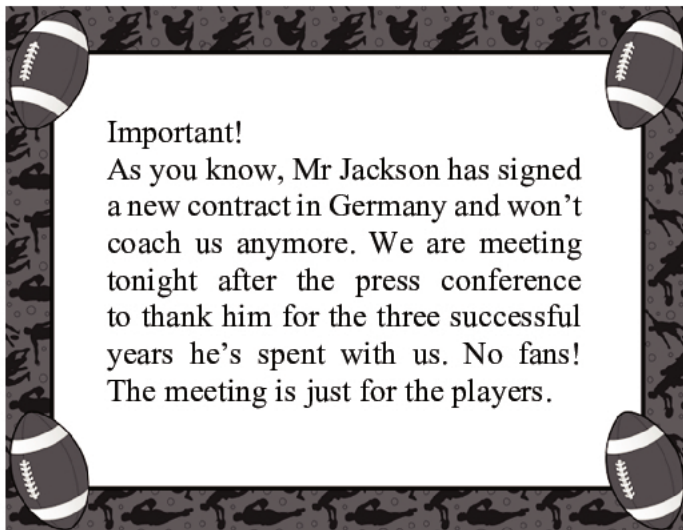 Important!
As you know, Mr Jackson has signed
a new contract in Germany and won't
coach us anymore. We are meeting
tonight after the press conference
to thank him for the three successful
years he's spent with us. No fans!
The meeting is just for the players.